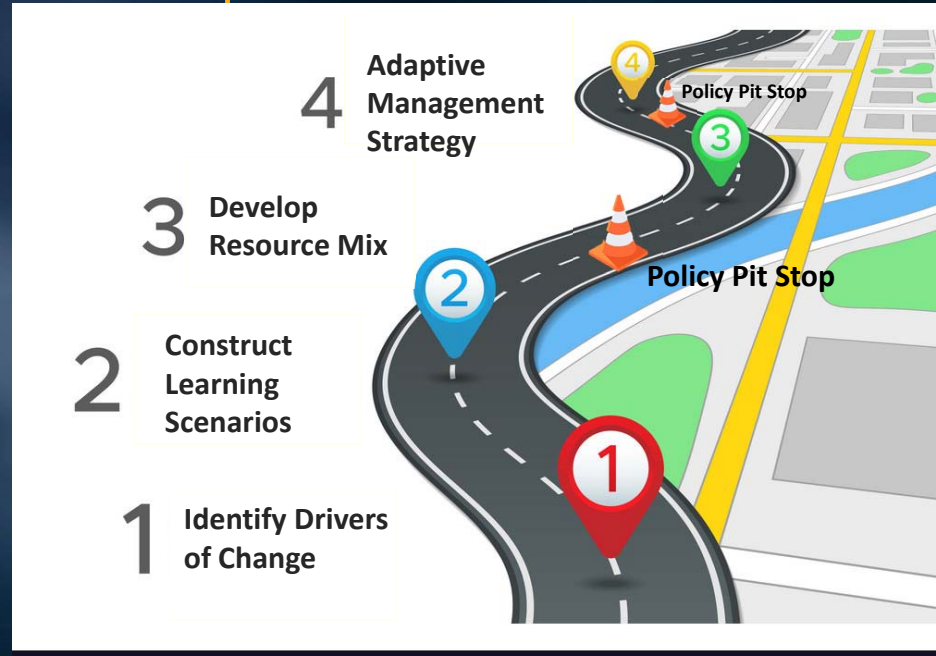 4
Adaptive
Management
Strategy
4
Policy Pit Stop
3
3
Develop
Resource Mix
2
Policy Pit Stop
2
Construct
Learning
Scenarios
1
1
Identify Drivers
of Change